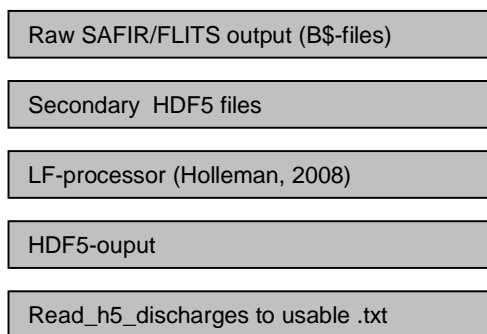 Raw SAFIR/FLITS output (B$-files)
Secondary  HDF5 files
LF-processor (Holleman, 2008)
HDF5-ouput
Read_h5_discharges to usable .txt